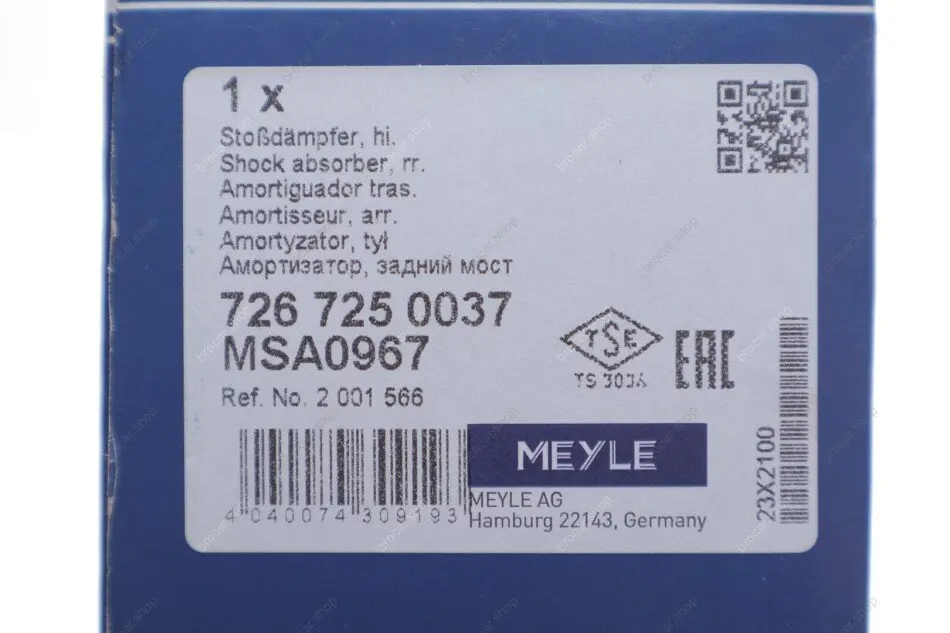 1 x
Stoßdämpfer, hi.
Shock absorber, rr.
Amortiguador tras.
Amortisseur, arr.
Amortyzator, tył
Амортизатор, задний мост
726 725 0037
MSA0967
Ref. No. 2 001 566
TSE
TS 303A
EAC
4 040074 309193
MEYLE
MEYLE AG
Hamburg 22143, Germany
23X2100
brocar.shop